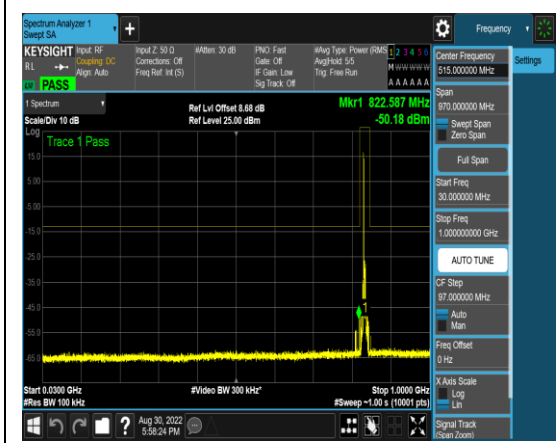 Spectrum Analyzer 1
Swept SA
+
Frequency
KEYSIGHT
Input: RF
Input Z: 50 Ω
#Atten: 30 dB
PNO: Fast
#Avg Type: Power (RMS
1 2 3 4 5 6
RL
Coupling: DC
Corrections: Off
Gate: Off
Avg|Hold: 5/5
M W W W W W
Align: Auto
Freq Ref: Int (S)
IF Gain: Low
Trig: Free Run
Sig Track: Off
A A A A A A
PASS
1 Spectrum
Ref Lvl Offset 8.68 dB
Mkr1 822.587 MHz
Scale/Div 10 dB
Ref Level 25.00 dBm
-50.18 dBm
Log
Trace 1 Pass
15.0
5.00
-5.00
-15.0
-25.0
-35.0
-45.0
1
-55.0
-65.0
Start 0.0300 GHz
#Video BW 300 kHz*
Stop 1.0000 GHz
#Res BW 100 kHz
#Sweep ~1.00 s (10001 pts)
?
Aug 30, 2022
5:58:24 PM
Center Frequency
515.000000 MHz
Settings
Span
970.000000 MHz
Swept Span
Zero Span
Full Span
Start Freq
30.000000 MHz
Stop Freq
1.000000000 GHz
AUTO TUNE
CF Step
97.000000 MHz
Auto
Man
Freq Offset
0 Hz
X Axis Scale
Log
Lin
Signal Track
(Span Zoom)